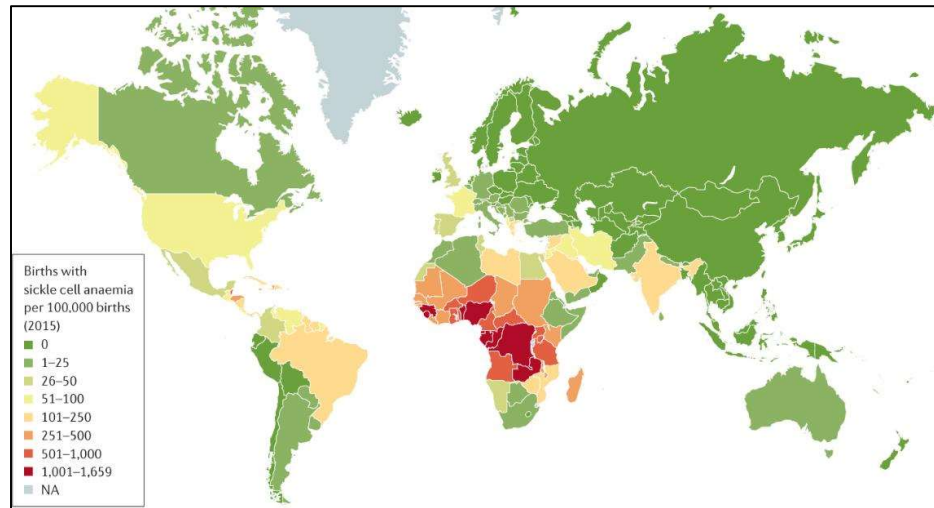 Births with
sickle cell anaemia
per 100,000 births
(2015)
0
1–25
26–50
51–100
101–250
251–500
501–1,000
1,001–1,659
NA